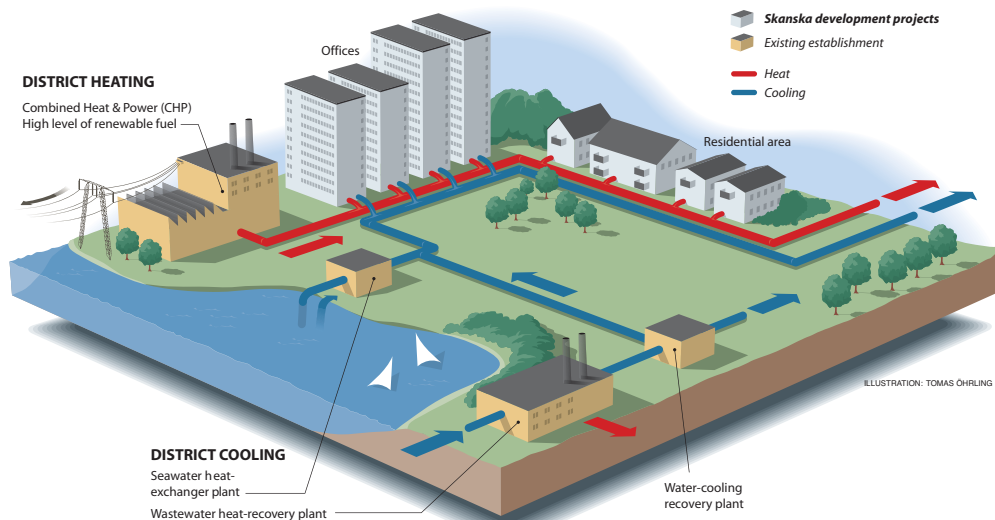 Skanska development projects
Existing establishment
Heat
Cooling
Offices
DISTRICT HEATING
Combined Heat & Power (CHP)
High level of renewable fuel
Residential area
ILLUSTRATION: TOMAS ÖHRLING
DISTRICT COOLING
Seawater heat-
exchanger plant
Wastewater heat-recovery plant
Water-cooling
recovery plant